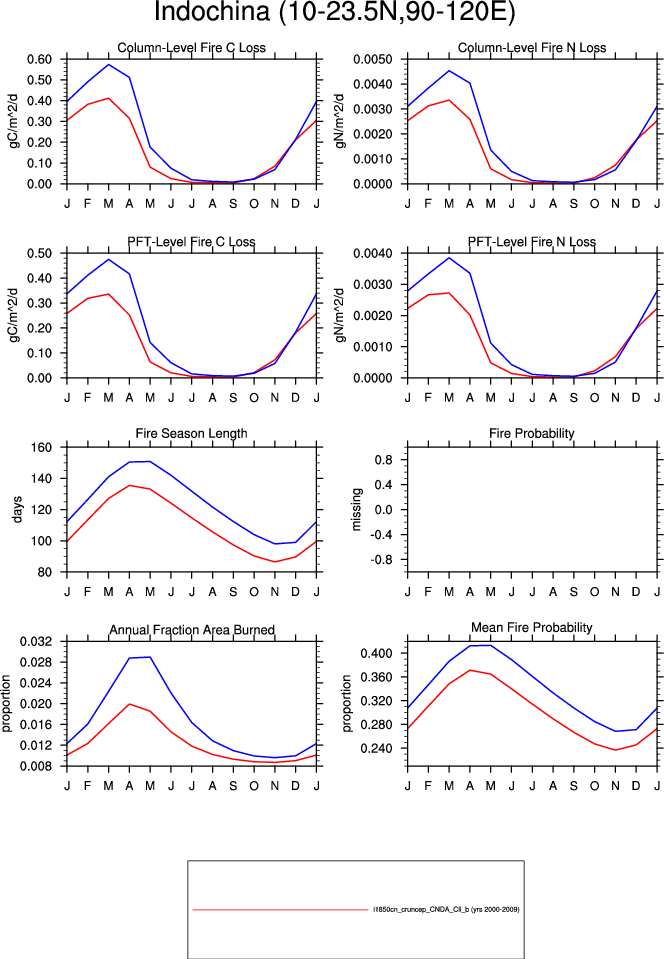 Indochina (10-23.5N,90-120E)
Column-Level Fire C Loss
gC/m^2/d
0.60
0.50
0.40
0.30
0.20
0.10
0.00
J F M A M J J A S O N D J
Column-Level Fire N Loss
gN/m^2/d
0.0050
0.0040
0.0030
0.0020
0.0010
0.0000
J F M A M J J A S O N D J
PFT-Level Fire C Loss
gC/m^2/d
0.50
0.40
0.30
0.20
0.10
0.00
J F M A M J J A S O N D J
PFT-Level Fire N Loss
gN/m^2/d
0.0040
0.0030
0.0020
0.0010
0.0000
J F M A M J J A S O N D J
Fire Season Length
days
160
140
120
100
80
J F M A M J J A S O N D J
Fire Probability
missing
0.8
0.4
0.0
-0.4
-0.8
J F M A M J J A S O N D J
Annual Fraction Area Burned
proportion
0.032
0.028
0.024
0.020
0.016
0.012
0.008
J F M A M J J A S O N D J
Mean Fire Probability
proportion
0.400
0.360
0.320
0.280
0.240
J F M A M J J A S O N D J
i1850cn_cruncep_CNDA_Cli_b (yrs 2000-2009)